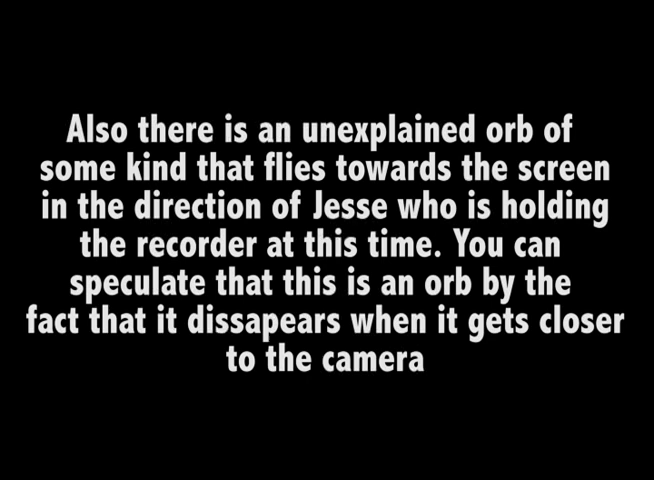 Also there is an unexplained orb of
some kind that flies towards the screen
in the direction of Jesse who is holding
the recorder at this time. You can
speculate that this is an orb by the
fact that it dissapears when it gets closer
to the camera